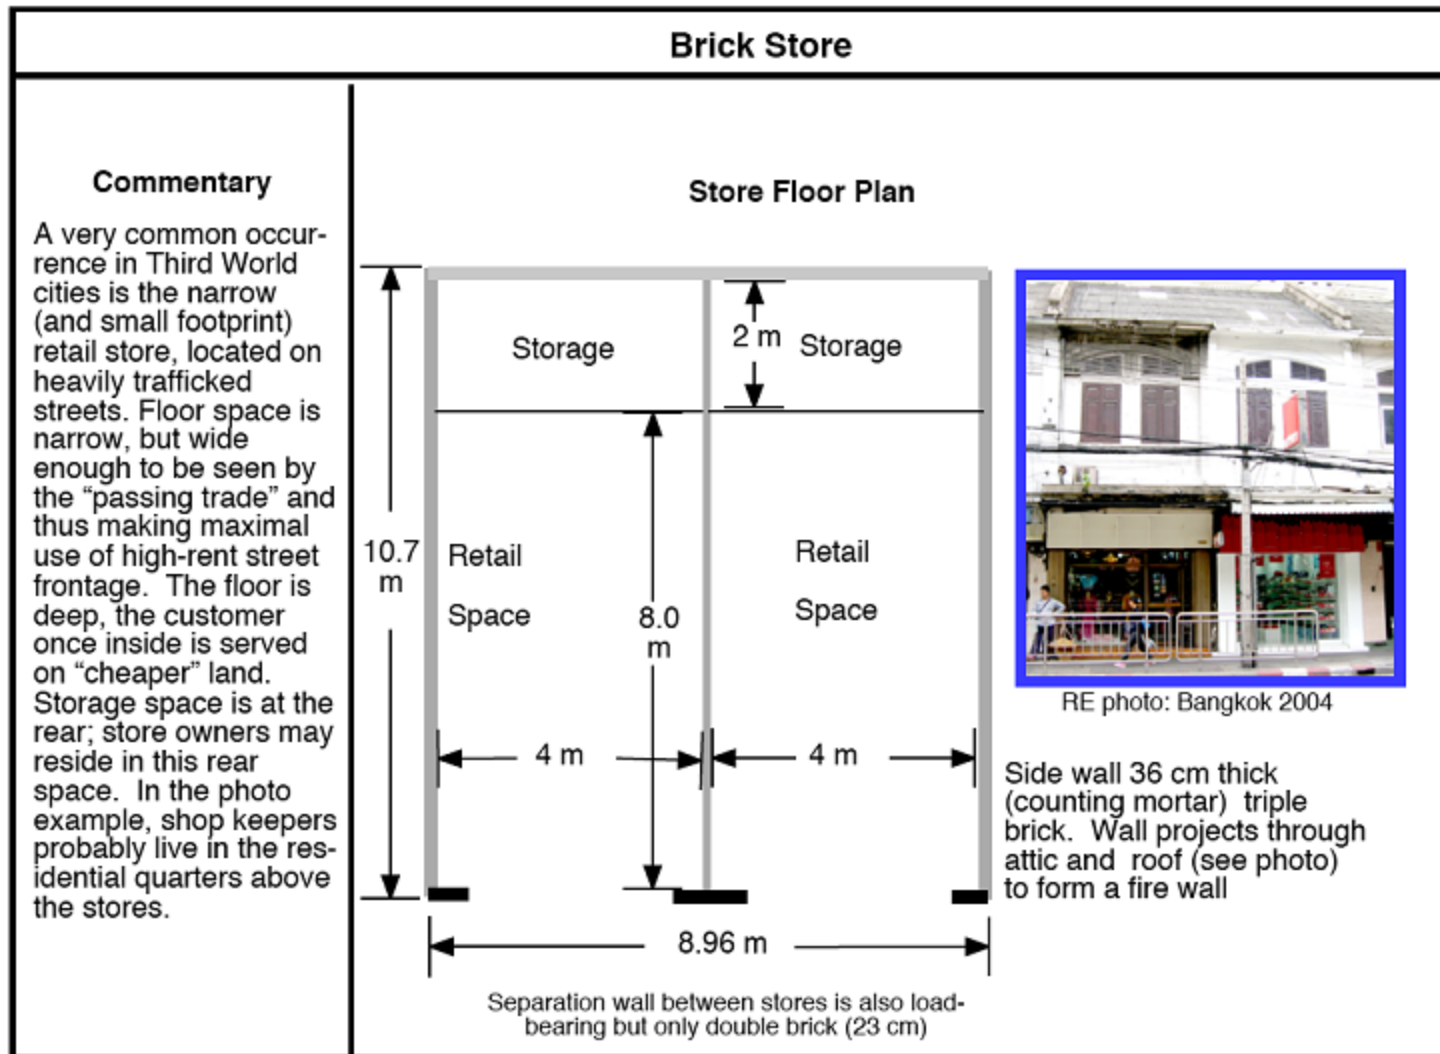 Brick Store
Commentary
A very common occur-
rence in Third World
cities is the narrow
(and small footprint)
retail store, located on
heavily trafficked
streets. Floor space is
narrow, but wide
enough to be seen by
the “passing trade” and
thus making maximal
use of high-rent street
frontage.  The floor is
deep, the customer
once inside is served
on “cheaper” land.
Storage space is at the
rear; store owners may
reside in this rear
space.  In the photo
example, shop keepers
probably live in the res-
idential quarters above
the stores.
Store Floor Plan
Storage
2 m
Storage
10.7
m
Retail
Space
8.0
m
Retail
Space
4 m
4 m
8.96 m
Separation wall between stores is also load-
bearing but only double brick (23 cm)
RE photo: Bangkok 2004
Side wall 36 cm thick
(counting mortar)  triple
brick.  Wall projects through
attic and  roof (see photo)
to form a fire wall